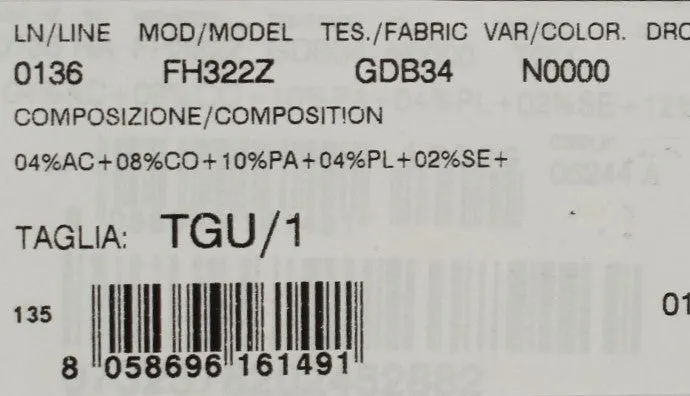 LN/LINE MOD/MODEL TES./FABRIC VAR/COLOR. DRO
0136 FH322Z GDB34 N0000
COMPOSIZIONE/COMPOSITION
04%AC+08%CO+10%PA+04%PL+02%SE+
TAGLIA: TGU/1
135 01
8 058696 161491